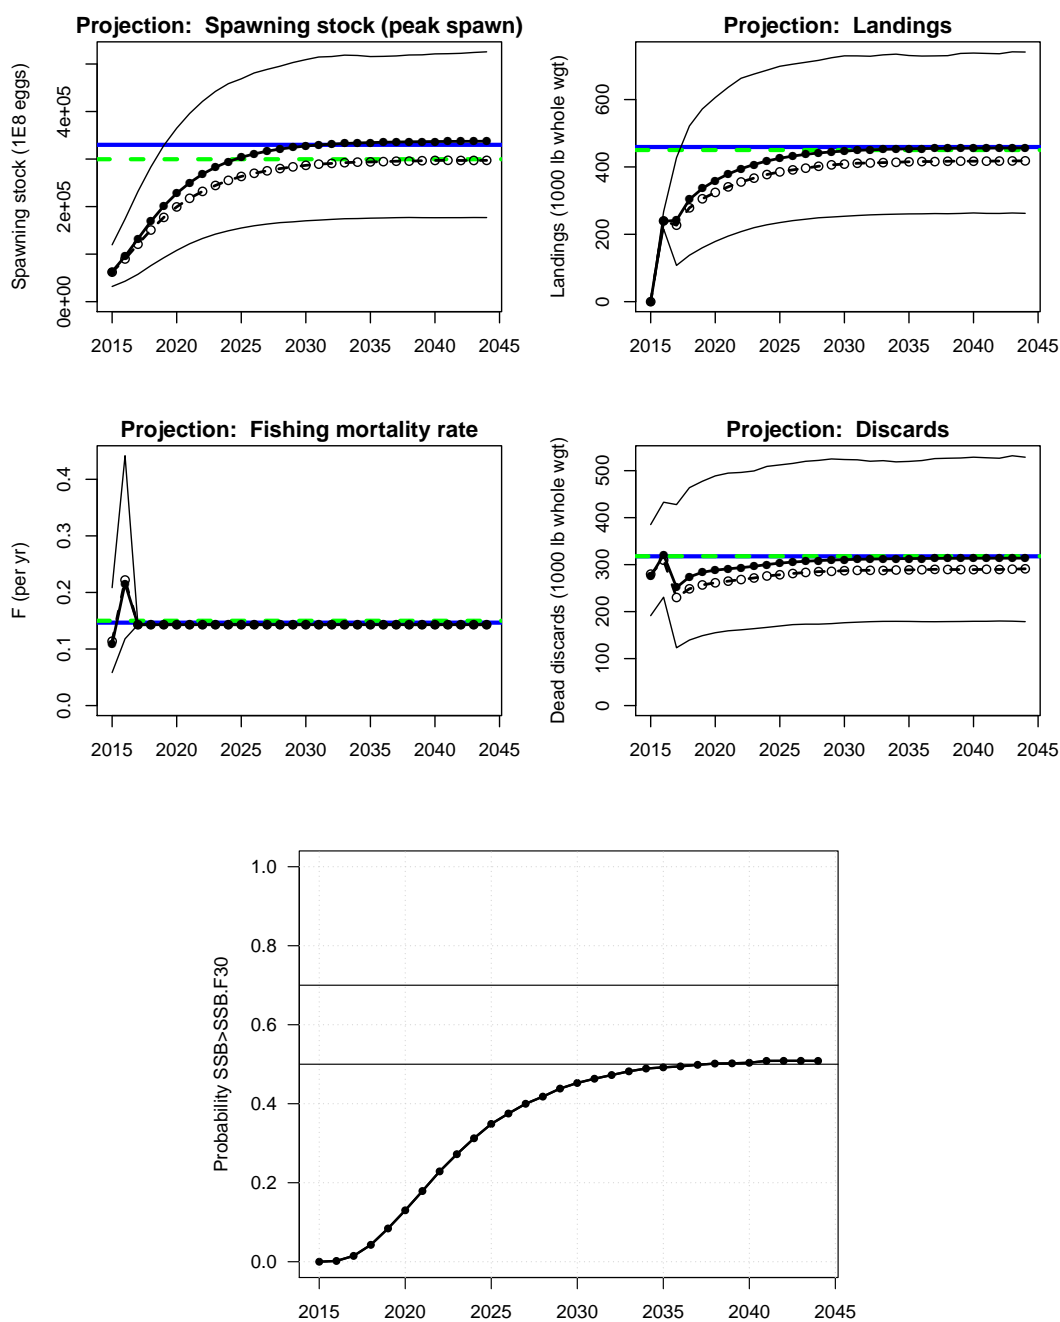 Projection: Spawning stock (peak spawn)
Spawning stock (1E8 eggs)
0e+00 2e+05 4e+05
2015 2020 2025 2030 2035 2040 2045
Projection: Landings
Landings (1000 lb whole wgt)
0 200 400 600
2015 2020 2025 2030 2035 2040 2045
Projection: Fishing mortality rate
F (per yr)
0.0 0.1 0.2 0.3 0.4
2015 2020 2025 2030 2035 2040 2045
Projection: Discards
Dead discards (1000 lb whole wgt)
0 100 200 300 400 500
2015 2020 2025 2030 2035 2040 2045
Probability SSB>SSB.F30
0.0 0.2 0.4 0.6 0.8 1.0
2015 2020 2025 2030 2035 2040 2045